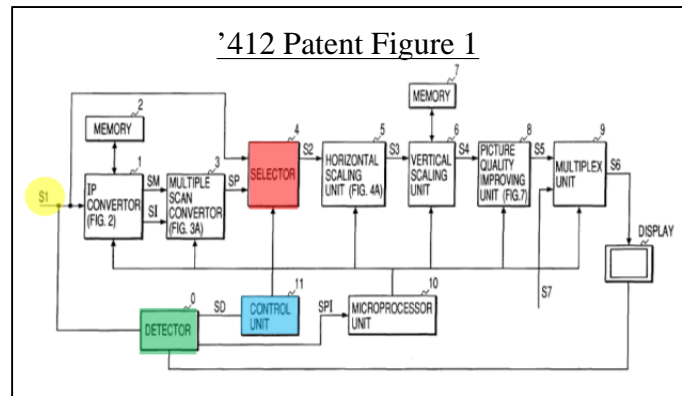 '412 Patent Figure 1
7
MEMORY
2
MEMORY
1
IP
CONVERTOR
(FIG. 2)
SM
SI
3
MULTIPLE
SCAN
CONVERTOR
(FIG. 3A)
SP
4
SELECTOR
S2
5
HORIZONTAL
SCALING
UNIT (FIG. 4A)
S3
6
VERTICAL
SCALING
UNIT
S4
8
PICTURE
QUALITY
IMPROVING
UNIT (FIG.7)
S5
9
MULTIPLEX
UNIT
S6
S1
DISPLAY
S7
0
DETECTOR
SD
11
CONTROL
UNIT
SPI
10
MICROPROCESSOR
UNIT